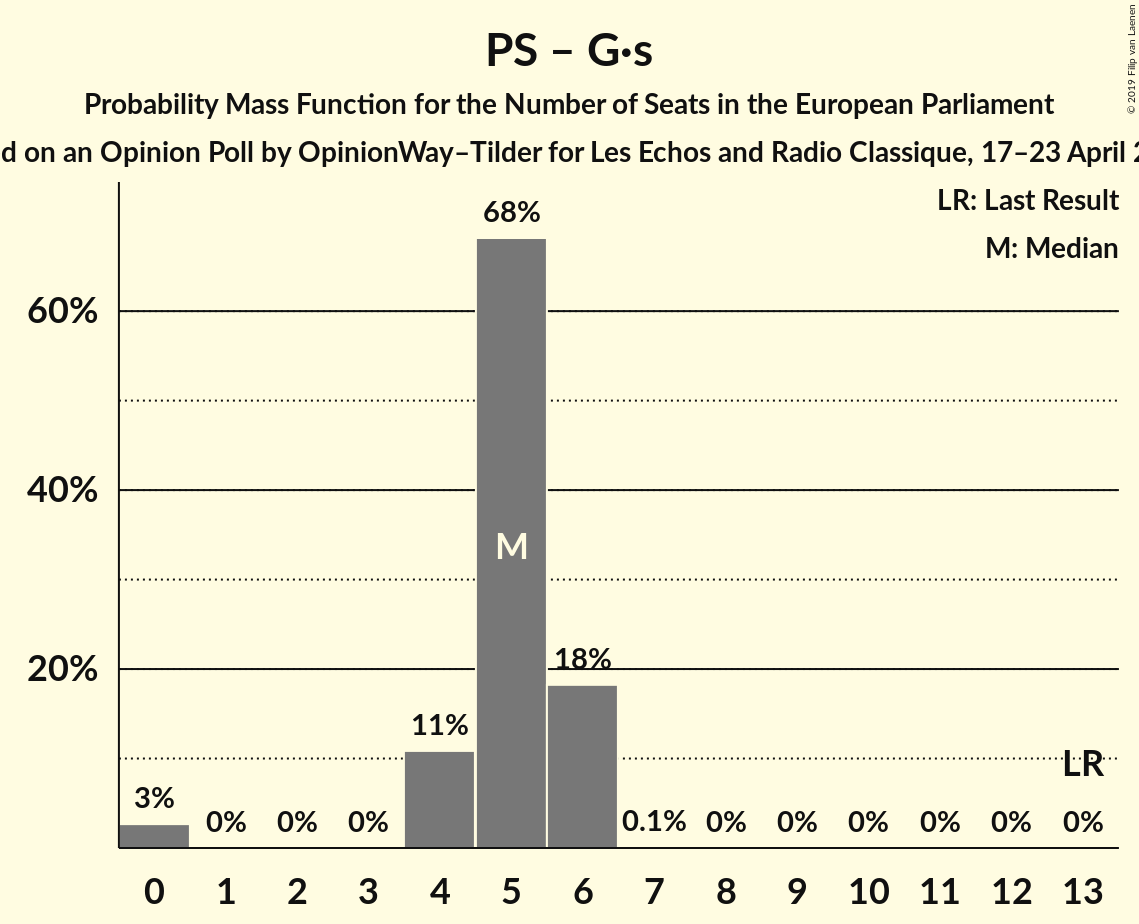 PS – G·s
Probability Mass Function for the Number of Seats in the European Parliament
d on an Opinion Poll by OpinionWay–Tilder for Les Echos and Radio Classique, 17–23 April 2
© 2019 Filip van Laenen
LR: Last Result
M: Median
68%
60%
40%
M
20%
18%
11%
LR
3% 0% 0% 0% 0.1% 0% 0% 0% 0% 0% 0%
0 1 2 3 4 5 6 7 8 9 10 11 12 13